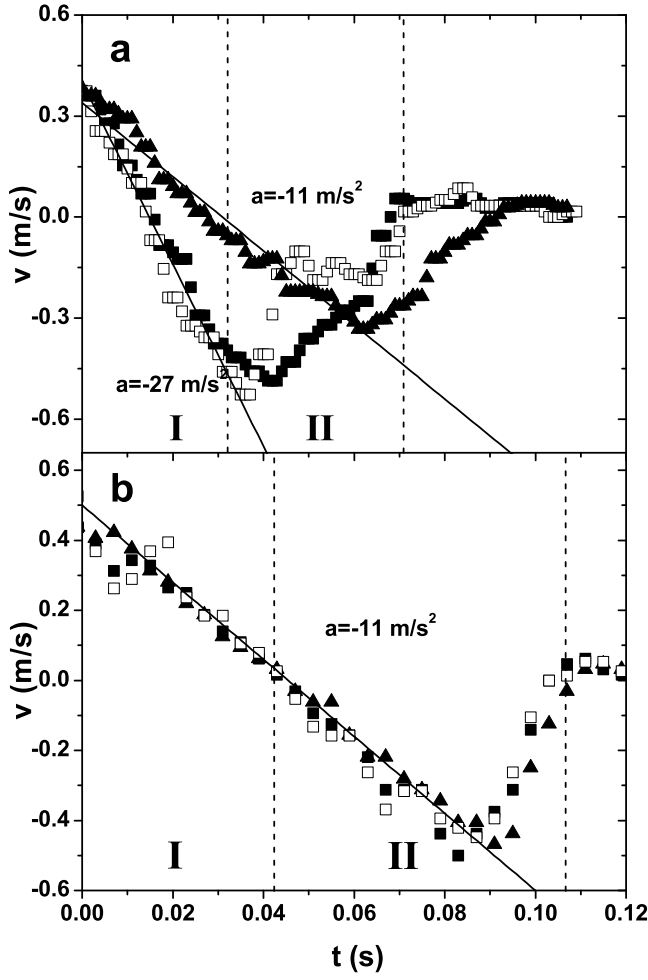 a
0.3
0.0
-0.3
-0.6
v (m/s)
a=-11 m/s²
a=-27 m/s²
I
II
b
0.6
0.4
0.2
0.0
-0.2
-0.4
-0.6
v (m/s)
a=-11 m/s²
I
II
0.00 0.02 0.04 0.06 0.08 0.10 0.12
t (s)